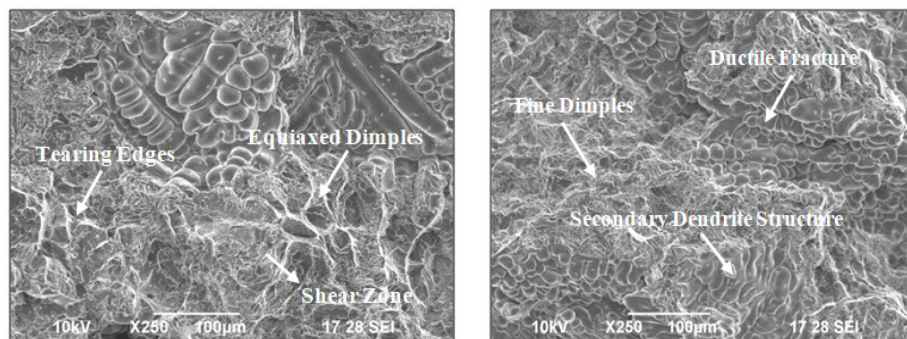 Equiaxed Dimples
Tearing Edges
Shear Zone
10kV X250 100µm 17 28 SEI
Ductile Fracture
Fine Dimples
Secondary Dendrite Structure
10kV X250 100µm 17 28 SEI